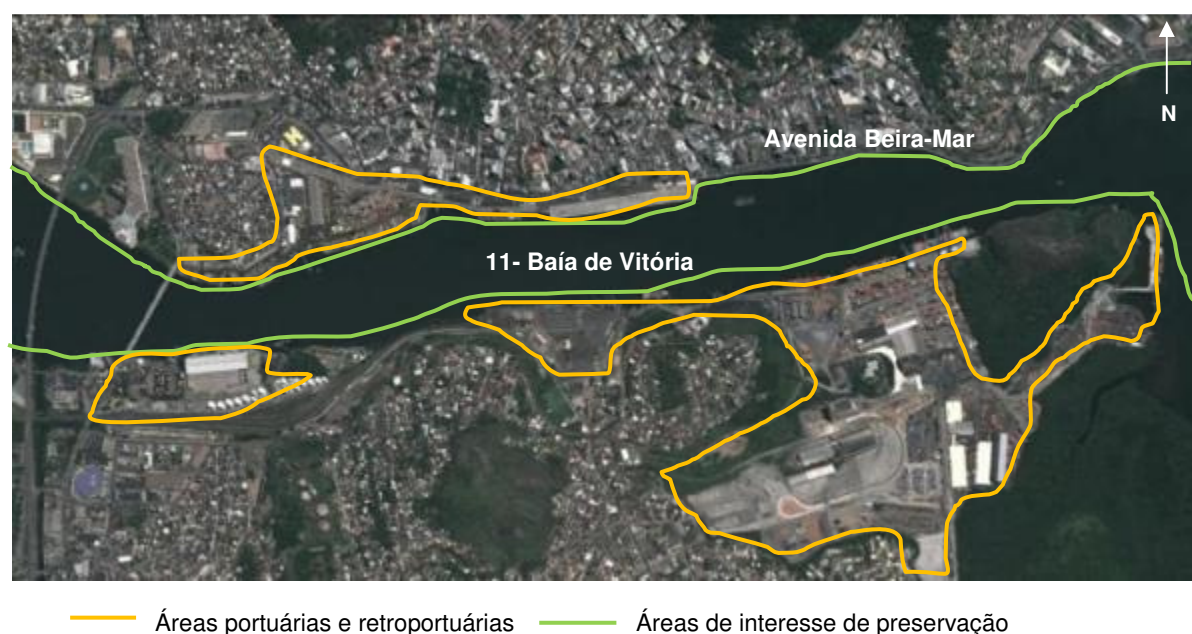 N
Avenida Beira-Mar
11- Baía de Vitória
Áreas portuárias e retroportuárias
Áreas de interesse de preservação